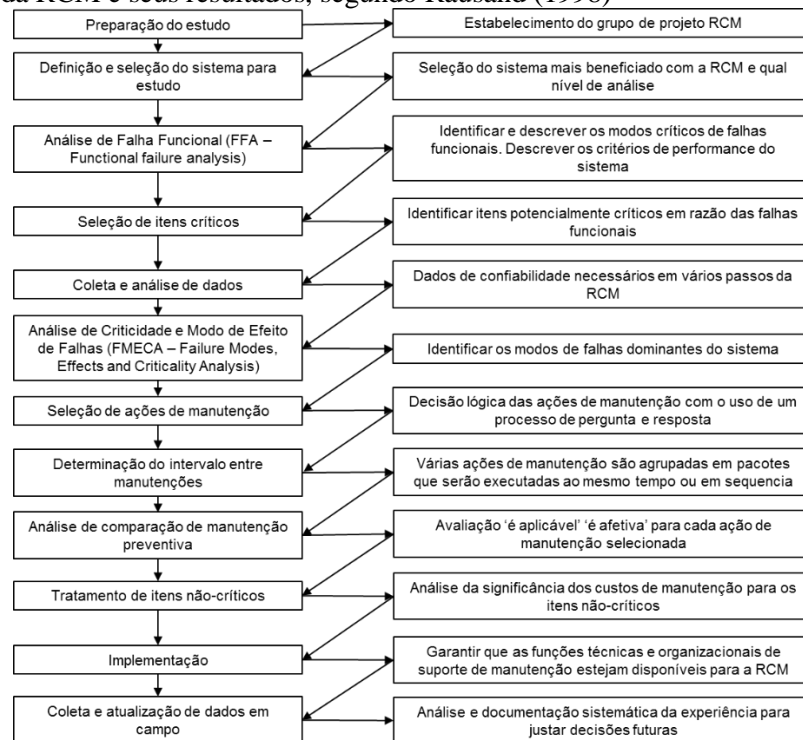 da RCM e seus resultados, segundo Rausand (1998)
Preparação do estudo
Estabelecimento do grupo de projeto RCM
Definição e seleção do sistema para
estudo
Seleção do sistema mais beneficiado com a RCM e qual
nível de análise
Análise de Falha Funcional (FFA –
Functional failure analysis)
Identificar e descrever os modos críticos de falhas
funcionais. Descrever os critérios de performance do
sistema
Seleção de itens críticos
Identificar itens potencialmente críticos em razão das falhas
funcionais
Coleta e análise de dados
Dados de confiabilidade necessários em vários passos da
RCM
Análise de Criticidade e Modo de Efeito
de Falhas (FMECA – Failure Modes,
Effects and Criticality Analysis)
Identificar os modos de falhas dominantes do sistema
Seleção de ações de manutenção
Decisão lógica das ações de manutenção com o uso de um
processo de pergunta e resposta
Determinação do intervalo entre
manutenções
Várias ações de manutenção são agrupadas em pacotes
que serão executadas ao mesmo tempo ou em sequencia
Análise de comparação de manutenção
preventiva
Avaliação ‘é aplicável’ ‘é afetiva’ para cada ação de
manutenção selecionada
Tratamento de itens não-críticos
Análise da significância dos custos de manutenção para os
itens não-críticos
Implementação
Garantir que as funções técnicas e organizacionais de
suporte de manutenção estejam disponíveis para a RCM
Coleta e atualização de dados em
campo
Análise e documentação sistemática da experiência para
justar decisões futuras